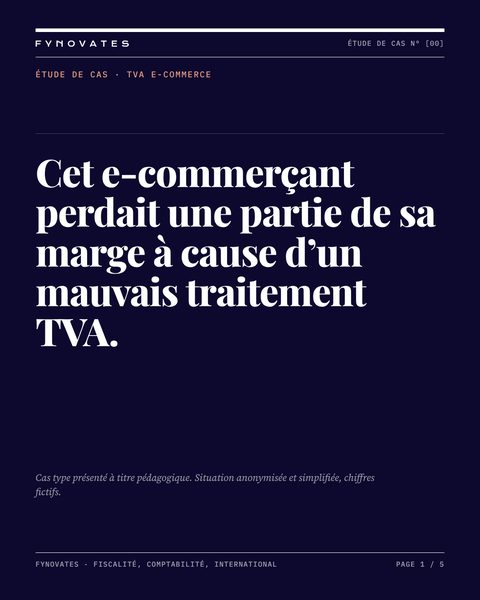 FYNOVATES
ÉTUDE DE CAS N° [00]
ÉTUDE DE CAS · TVA E-COMMERCE
Cet e-commerçant
perdait une partie de sa
marge à cause d’un
mauvais traitement
TVA.
Cas type présenté à titre pédagogique. Situation anonymisée et simplifiée, chiffres
fictifs.
FYNOVATES · FISCALITÉ, COMPTABILITÉ, INTERNATIONAL
PAGE 1 / 5